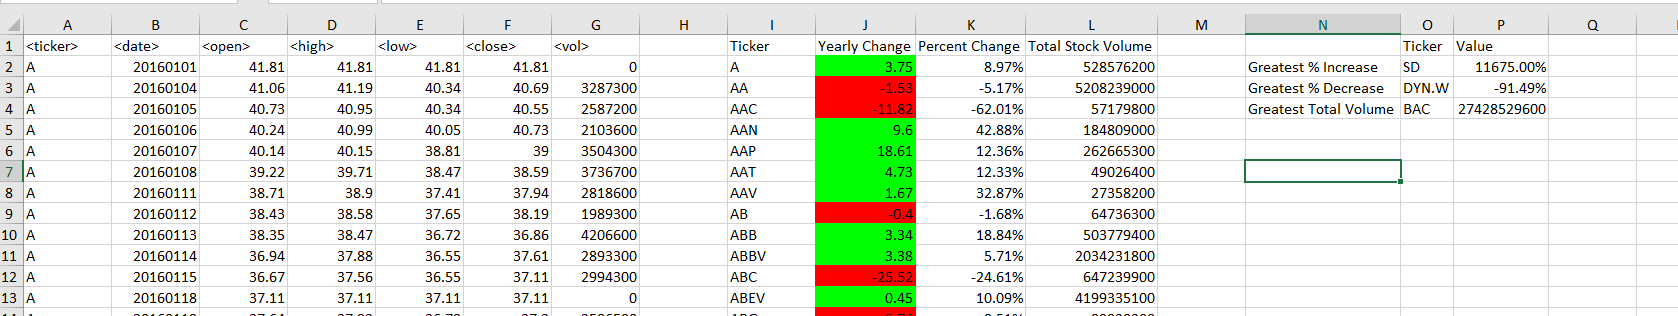 A B C D E F G H I J K L M N O P Q
1 <ticker> <date> <open> <high> <low> <close> <vol> Ticker Yearly Change Percent Change Total Stock Volume Ticker Value
2 A 20160101 41.81 41.81 41.81 41.81 0 A 3.75 8.97% 528576200 Greatest % Increase SD 11675.00%
3 A 20160104 41.06 41.19 40.34 40.69 3287300 AA -1.53 -5.17% 5208239000 Greatest % Decrease DYN.W -91.49%
4 A 20160105 40.73 40.95 40.34 40.55 2587200 AAC -11.82 -62.01% 57179800 Greatest Total Volume BAC 27428529600
5 A 20160106 40.24 40.99 40.05 40.73 2103600 AAN 9.6 42.88% 184809000
6 A 20160107 40.14 40.15 38.81 39 3504300 AAP 18.61 12.36% 262665300
7 A 20160108 39.22 39.71 38.47 38.59 3736700 AAT 4.73 12.33% 49026400
8 A 20160111 38.71 38.9 37.41 37.94 2818600 AAV 1.67 32.87% 27358200
9 A 20160112 38.43 38.58 37.65 38.19 1989300 AB -0.4 -1.68% 64736300
10 A 20160113 38.35 38.47 36.72 36.86 4206600 ABB 3.34 18.84% 503779400
11 A 20160114 36.94 37.88 36.55 37.61 2893300 ABBV 3.38 5.71% 2034231800
12 A 20160115 36.67 37.56 36.55 37.11 2994300 ABC -25.52 -24.61% 647239900
13 A 20160118 37.11 37.11 37.11 37.11 0 ABEV 0.45 10.09% 4199335100